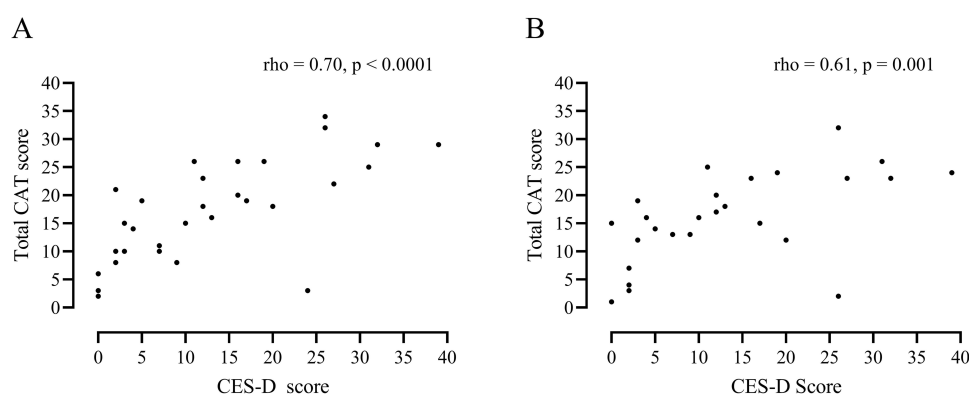 A
rho = 0.70, p < 0.0001
40
35
30
25
20
15
10
5
0
Total CAT score
0 5 10 15 20 25 30 35 40
CES-D score
B
rho = 0.61, p = 0.001
40
35
30
25
20
15
10
5
0
Total CAT score
0 5 10 15 20 25 30 35 40
CES-D Score